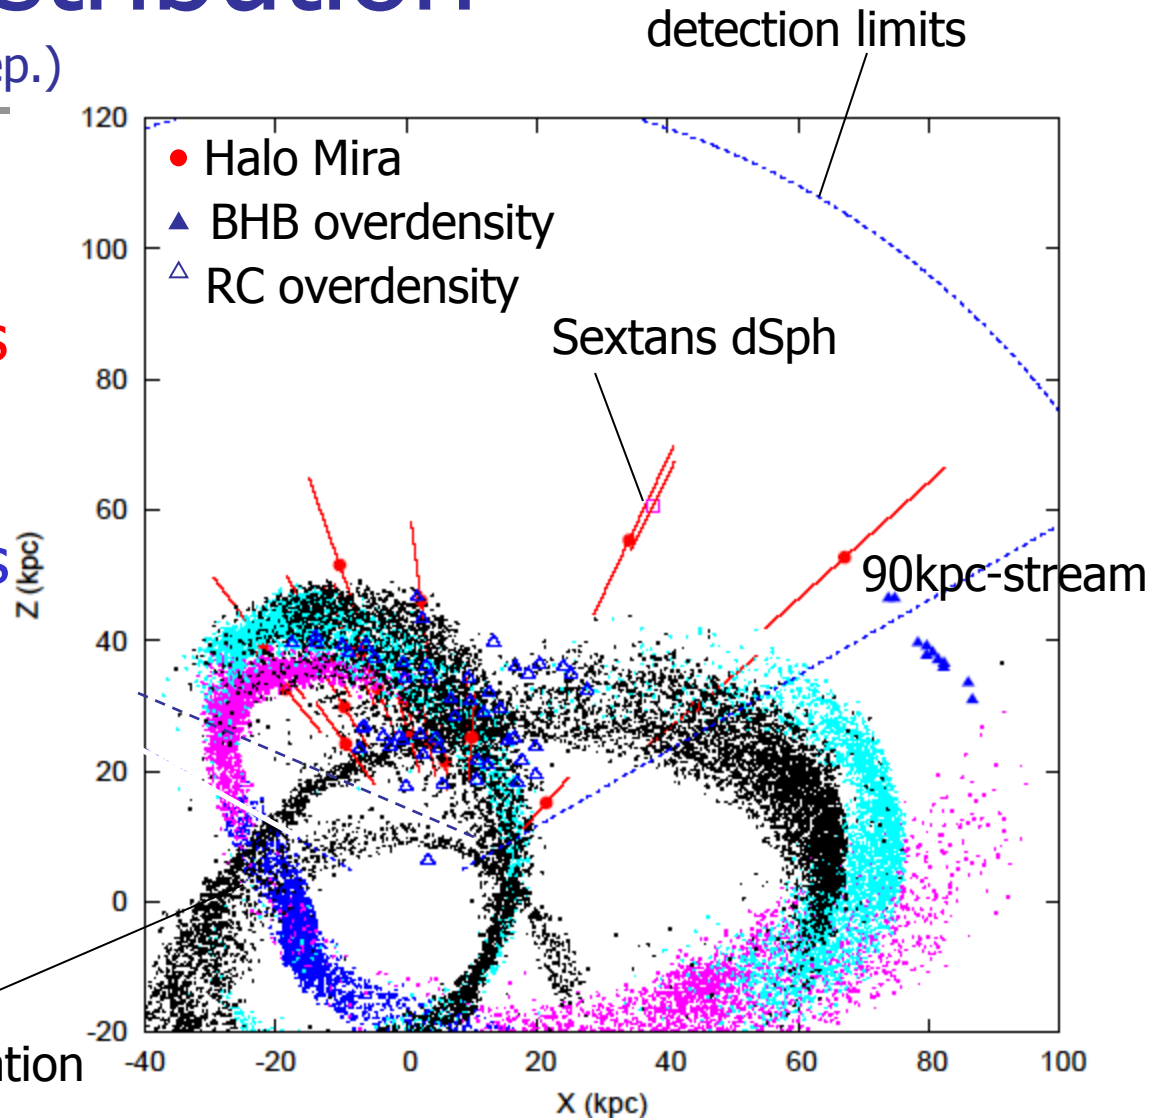 detection limits
ep.)
120
Halo Mira
BHB overdensity
100
RC overdensity
Sextans dSph
s
80
60
s
Z (kpc)
90kpc-stream
40
20
0
-20
-40 -20 0 20 40 60 80 100
X (kpc)